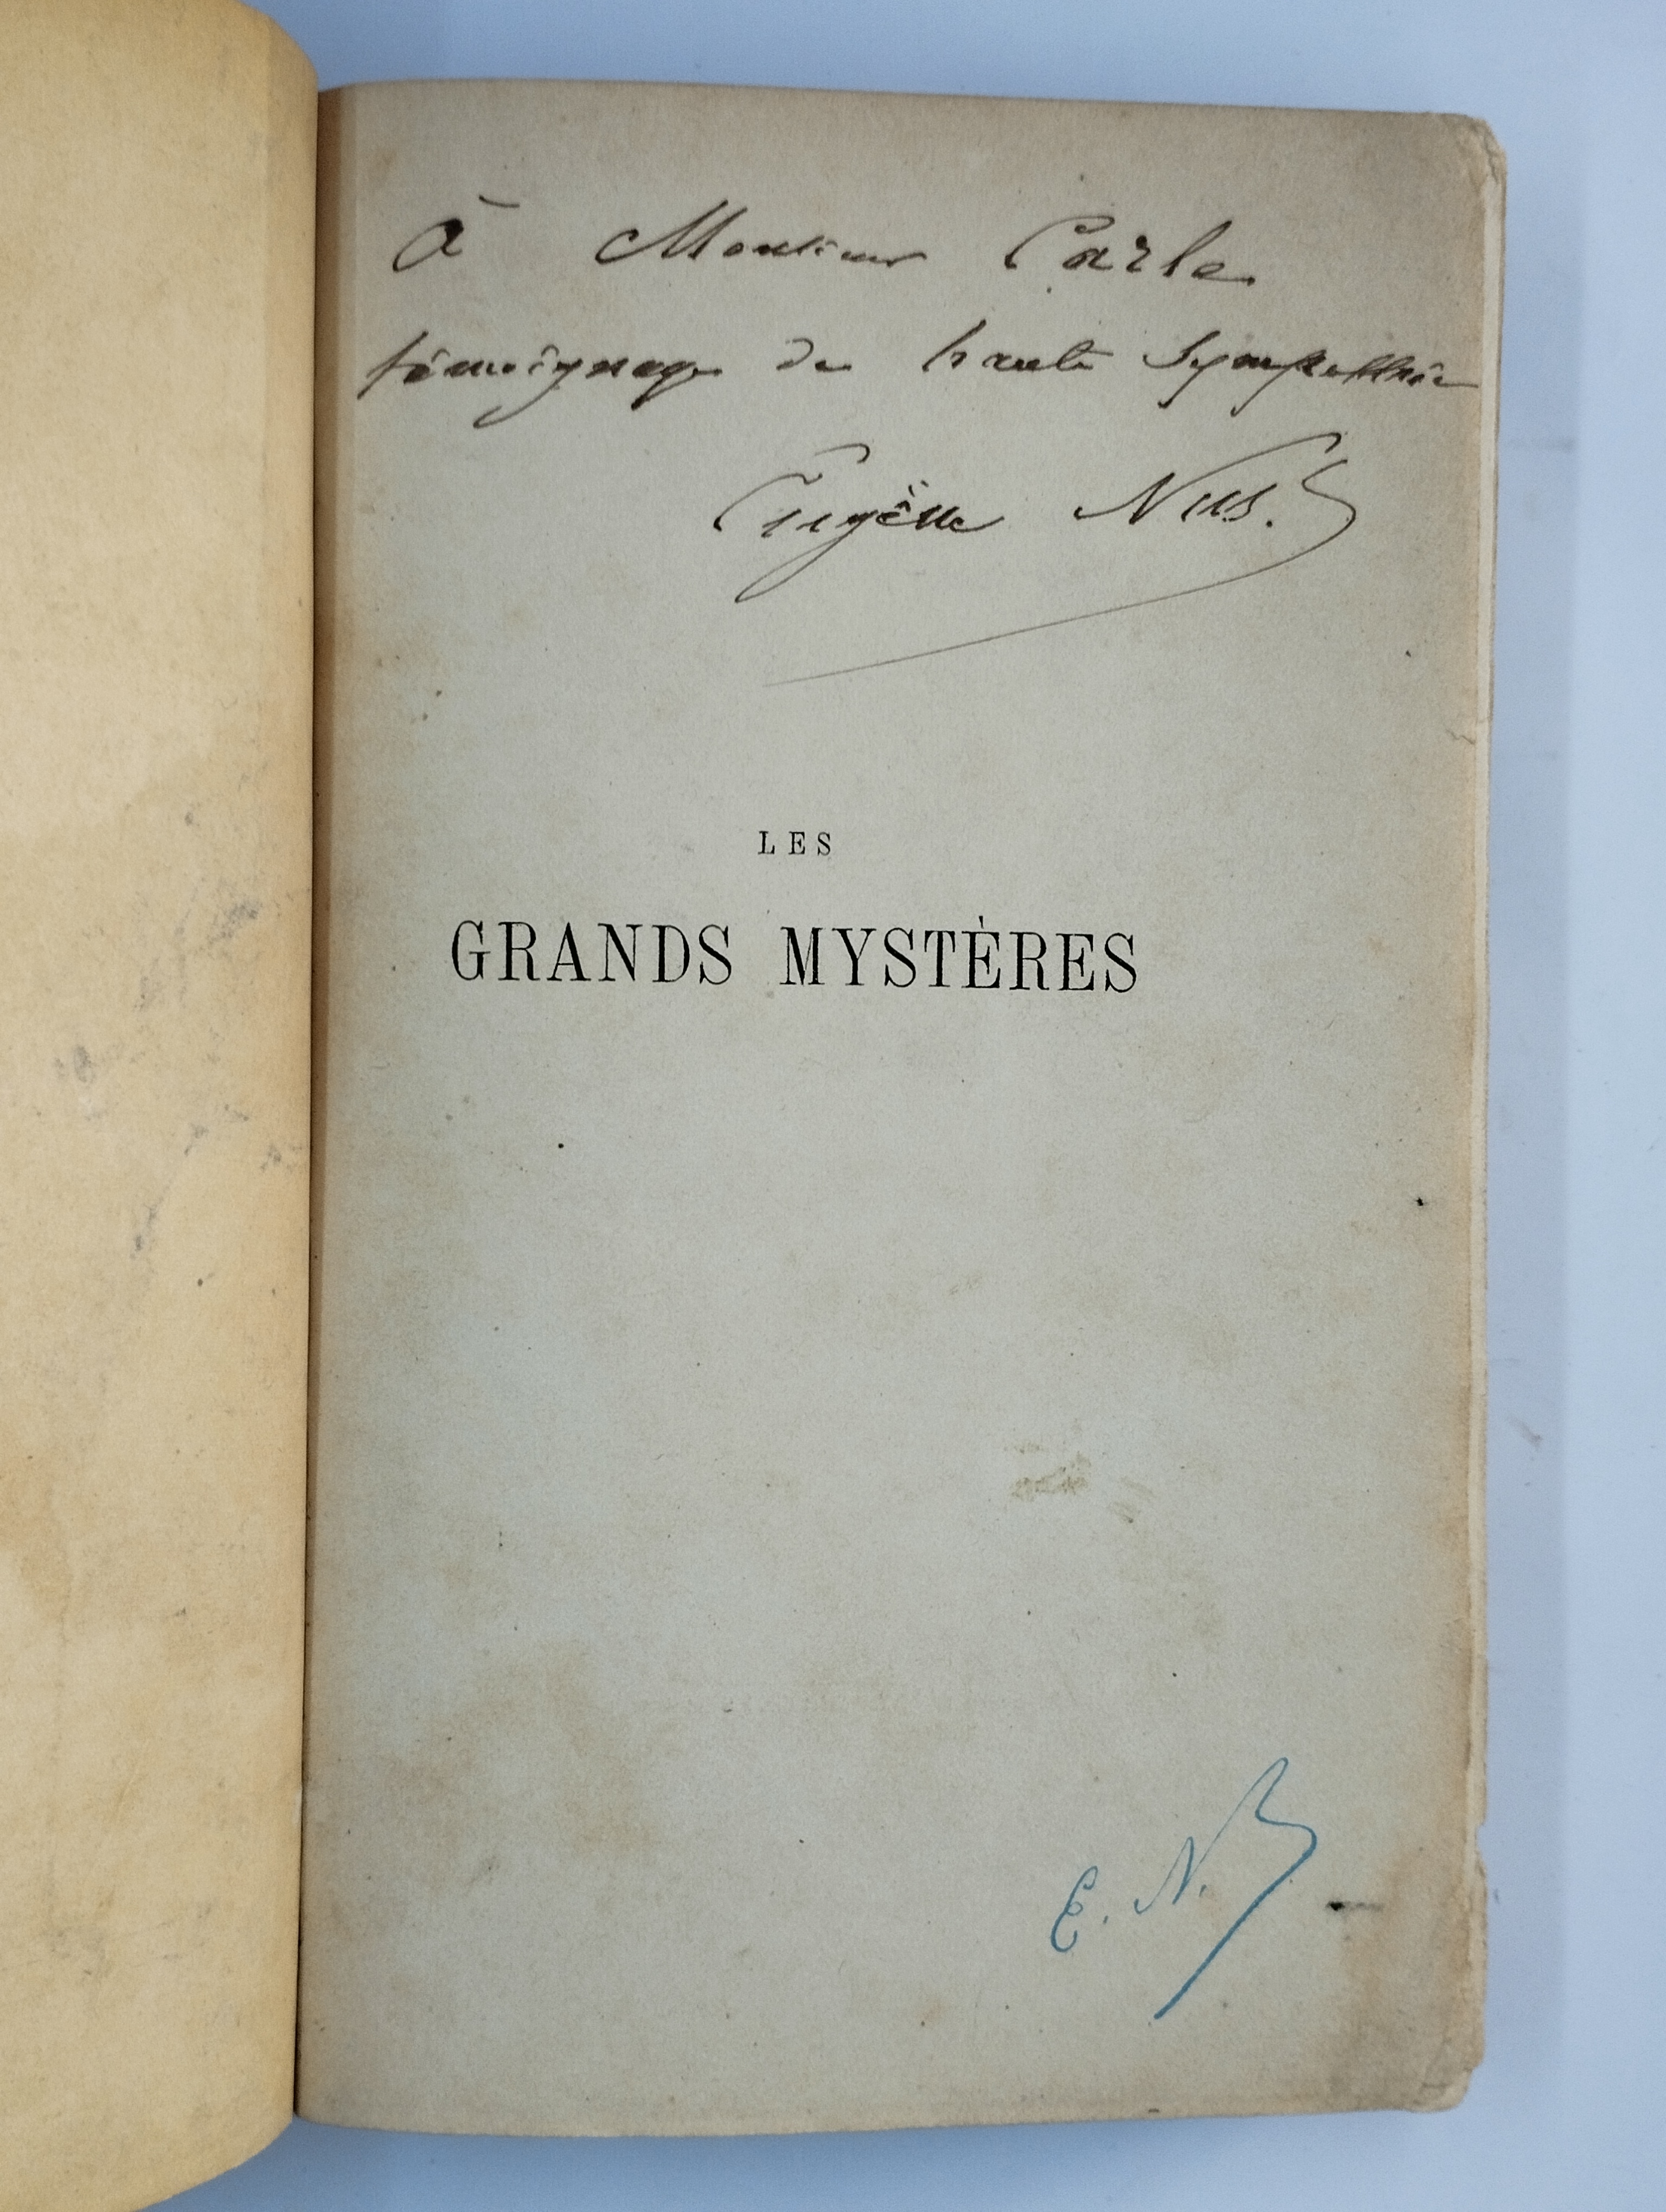 À Monsieur Carle
témoignage de haute sympathie
Eugène Nus.
LES
GRANDS MYSTÈRES
E. N.